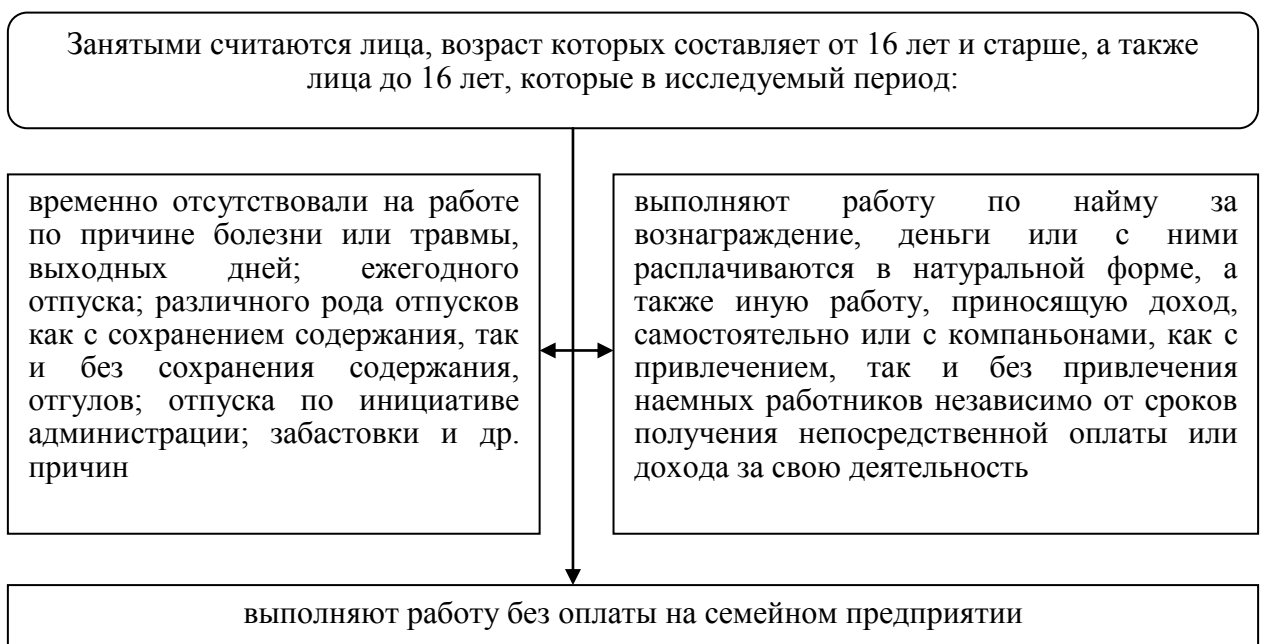 Занятыми считаются лица, возраст которых составляет от 16 лет и старше, а также
лица до 16 лет, которые в исследуемый период:
временно отсутствовали на работе
по причине болезни или травмы,
выходных дней; ежегодного
отпуска; различного рода отпусков
как с сохранением содержания, так
и без сохранения содержания,
отгулов; отпуска по инициативе
администрации; забастовки и др.
причин
выполняют работу по найму за
вознаграждение, деньги или с ними
расплачиваются в натуральной форме, а
также иную работу, приносящую доход,
самостоятельно или с компаньонами, как с
привлечением, так и без привлечения
наемных работников независимо от сроков
получения непосредственной оплаты или
дохода за свою деятельность
выполняют работу без оплаты на семейном предприятии